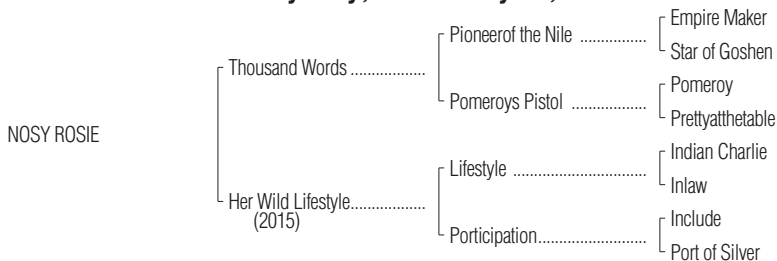 Empire Maker
Pioneerof the Nile ................
Star of Goshen
Thousand Words ..................
Pomeroy
Pomeroys Pistol ..................
Prettyatthetable
NOSY ROSIE
Indian Charlie
Lifestyle ................................
Inlaw
Her Wild Lifestyle..................
(2015)
Include
Porticipation..........................
Port of Silver